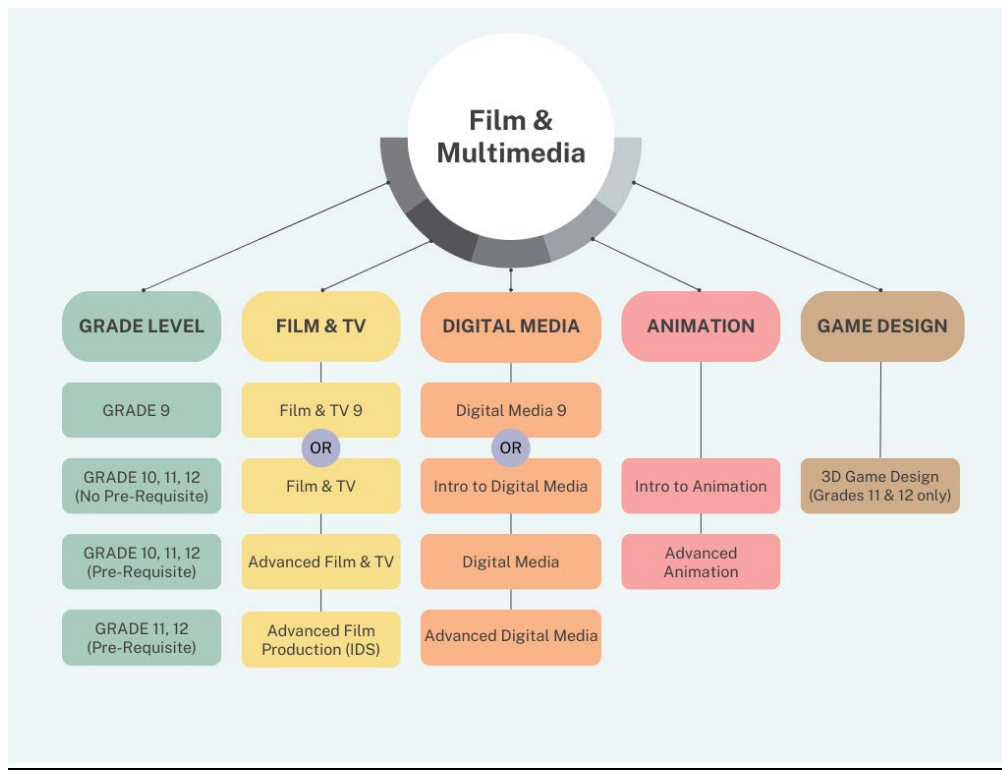 Film &
Multimedia
GRADE LEVEL
FILM & TV
DIGITAL MEDIA
ANIMATION
GAME DESIGN
GRADE 9
Film & TV 9
Digital Media 9
OR
OR
GRADE 10, 11, 12
(No Pre-Requisite)
Film & TV
Intro to Digital Media
Intro to Animation
3D Game Design
(Grades 11 & 12 only)
GRADE 10, 11, 12
(Pre-Requisite)
Advanced Film & TV
Digital Media
Advanced
Animation
GRADE 11, 12
(Pre-Requisite)
Advanced Film
Production (IDS)
Advanced Digital Media